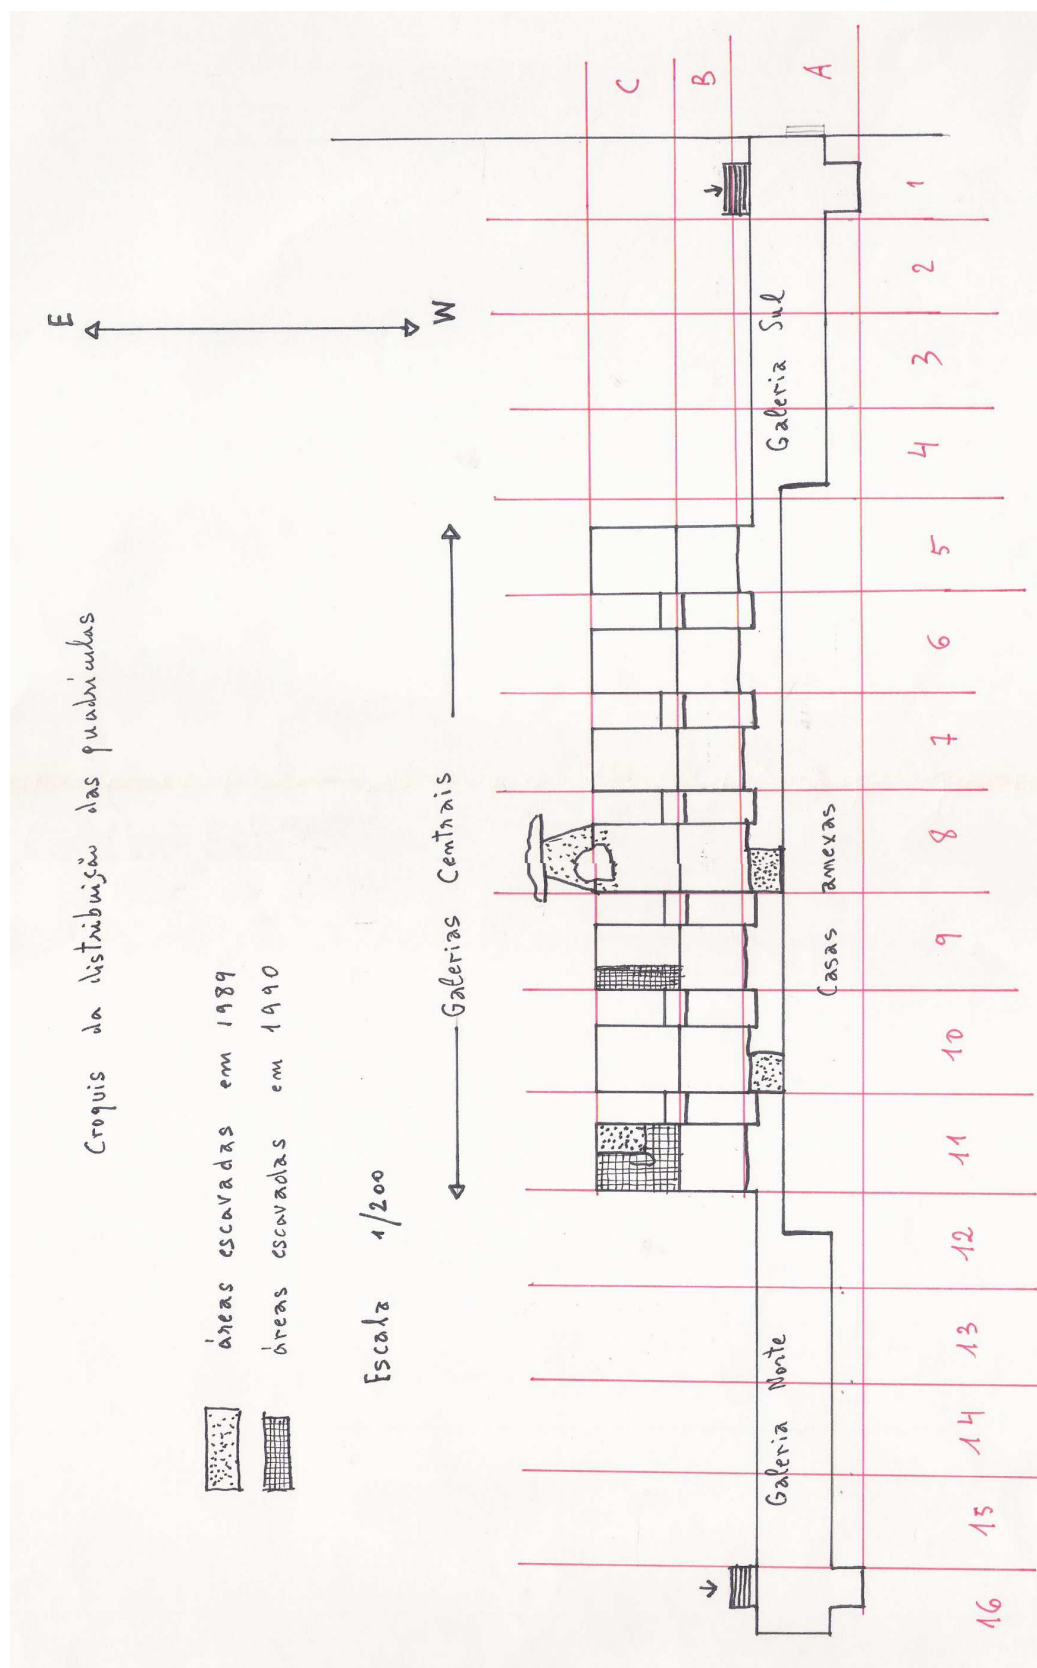 Croquis da distribuição das quadrículas
áreas escavadas em 1989
áreas escavadas em 1990
Escala 1/200
E
W
Galerias Centrais
C
B
A
Galeria Norte
Galeria Sul
Casas anexas
16 15 14 13 12 11 10 9 8 7 6 5 4 3 2 1